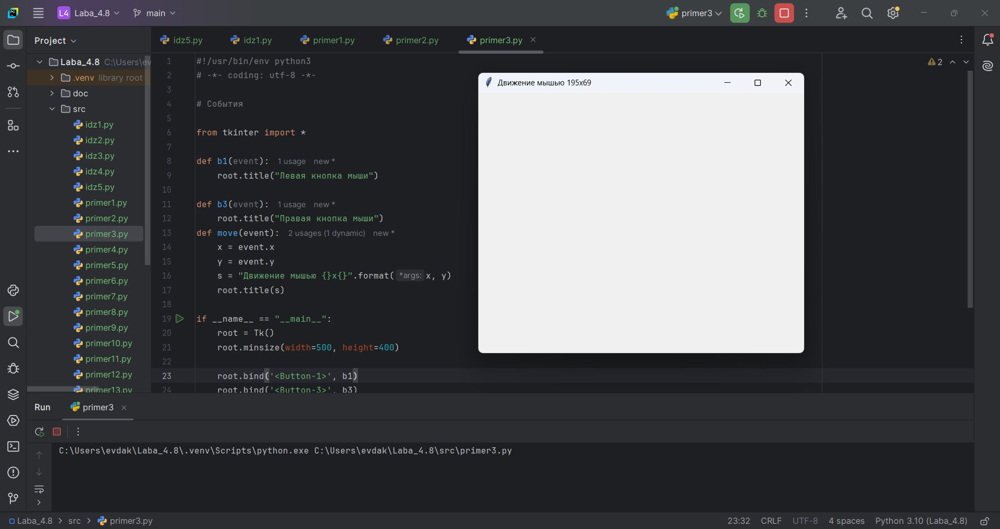 L4 Laba_4.8 main primer3
Project
idz5.py idz1.py primer1.py primer2.py primer3.py
Laba_4.8 C:\Users\ev
.venv library root
doc
src
idz1.py
idz2.py
idz3.py
idz4.py
idz5.py
primer1.py
primer2.py
primer3.py
primer4.py
primer5.py
primer6.py
primer7.py
primer8.py
primer9.py
primer10.py
primer11.py
primer12.py
primer13.py
2
1 #!/usr/bin/env python3
2 # -*- coding: utf-8 -*-
3
4 # События
5
6 from tkinter import *
7
8 def b1(event): 1 usage new *
9 root.title("Левая кнопка мыши")
10
11 def b3(event): 1 usage new *
12 root.title("Правая кнопка мыши")
13 def move(event): 2 usages (1 dynamic) new *
14 x = event.x
15 y = event.y
16 s = "Движение мышью {}x{}".format( *args: x, y)
17 root.title(s)
18
19 if __name__ == "__main__":
20 root = Tk()
21 root.minsize(width=500, height=400)
22
23 root.bind('<Button-1>', b1)
24 root.bind('<Button-3>', b3)
Движение мышью 195x69
Run primer3
C:\Users\evdak\Laba_4.8\.venv\Scripts\python.exe C:\Users\evdak\Laba_4.8\src\primer3.py
Laba_4.8 > src > primer3.py
23:32 CRLF UTF-8 4 spaces Python 3.10 (Laba_4.8)